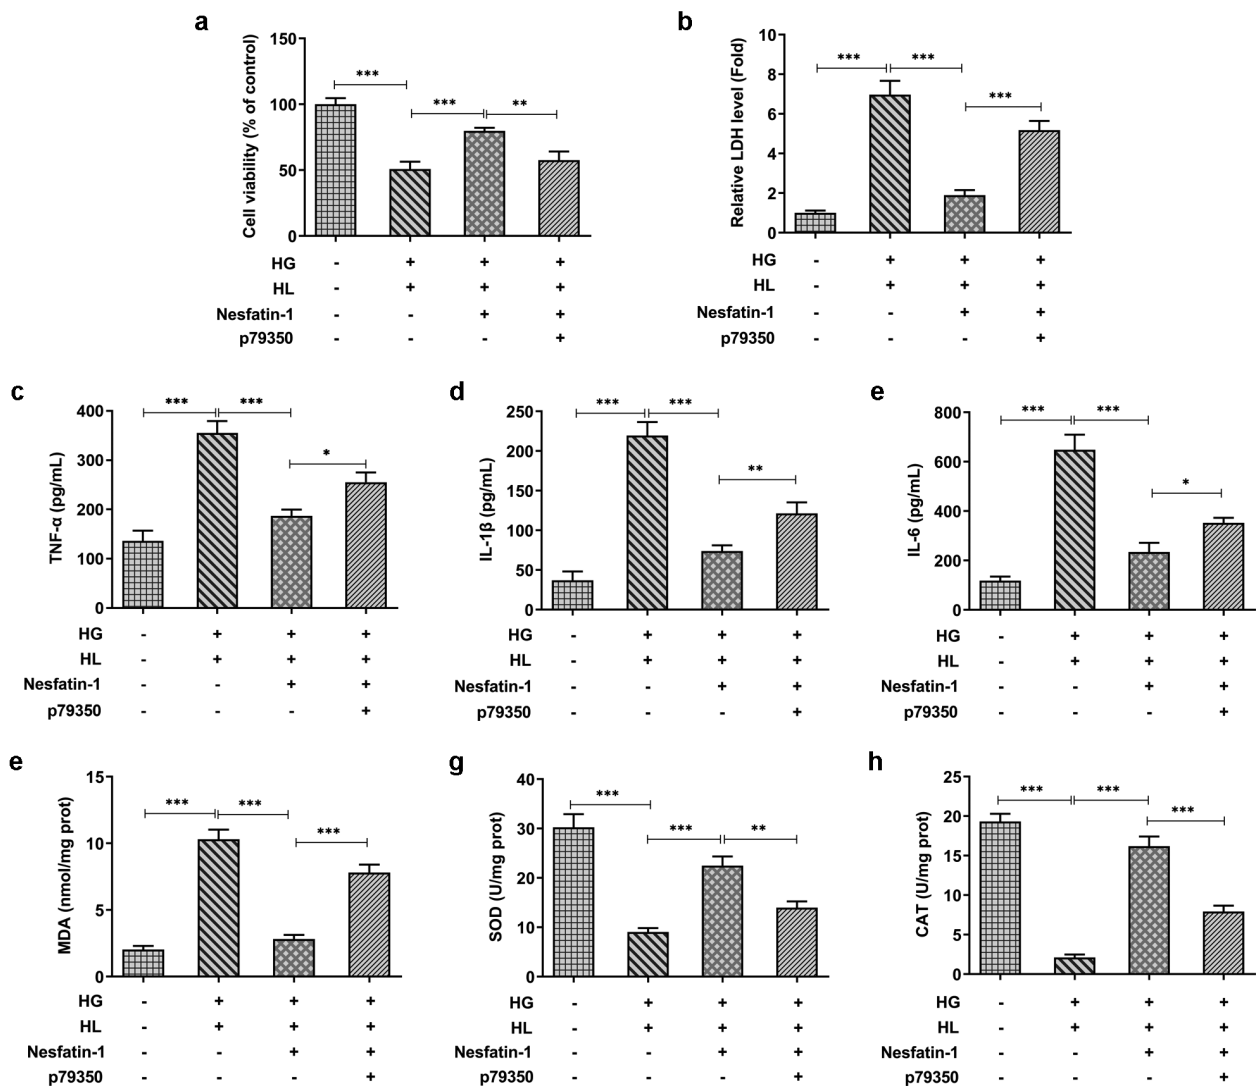 a
Cell viability (% of control)
150
100
50
0
*** *** **
HG - + + +
HL - + + +
Nesfatin-1 - - + +
p79350 - - - +
b
Relative LDH level (Fold)
10
8
6
4
2
0
*** *** ***
HG - + + +
HL - + + +
Nesfatin-1 - - + +
p79350 - - - +
c
TNF-α (pg/mL)
400
300
200
100
0
*** *** *
HG - + + +
HL - + + +
Nesfatin-1 - - + +
p79350 - - - +
d
IL-1β (pg/mL)
250
200
150
100
50
0
*** *** **
HG - + + +
HL - + + +
Nesfatin-1 - - + +
p79350 - - - +
e
IL-6 (pg/mL)
800
600
400
200
0
*** *** *
HG - + + +
HL - + + +
Nesfatin-1 - - + +
p79350 - - - +
e
MDA (nmol/mg prot)
15
10
5
0
*** *** ***
HG - + + +
HL - + + +
Nesfatin-1 - - + +
p79350 - - - +
g
SOD (U/mg prot)
40
30
20
10
0
*** *** **
HG - + + +
HL - + + +
Nesfatin-1 - - + +
p79350 - - - +
h
CAT (U/mg prot)
25
20
15
10
5
0
*** *** ***
HG - + + +
HL - + + +
Nesfatin-1 - - + +
p79350 - - - +